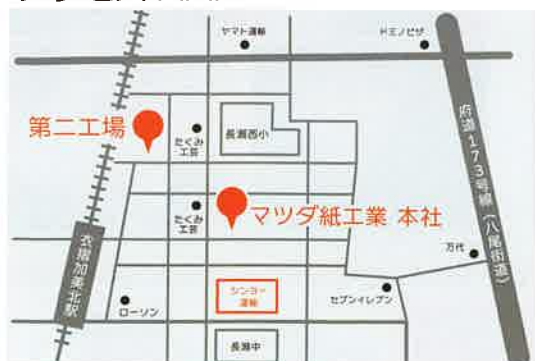 ヤマト運輸
ドミノピザ
第二工場
たくみ
工芸
長瀬西小
府道173号線(八尾街道)
たくみ
工芸
マツダ紙工業 本社
万代
衣摺加美北駅
シンヨー
運輸
セブンイレブン
ローソン
長瀬中